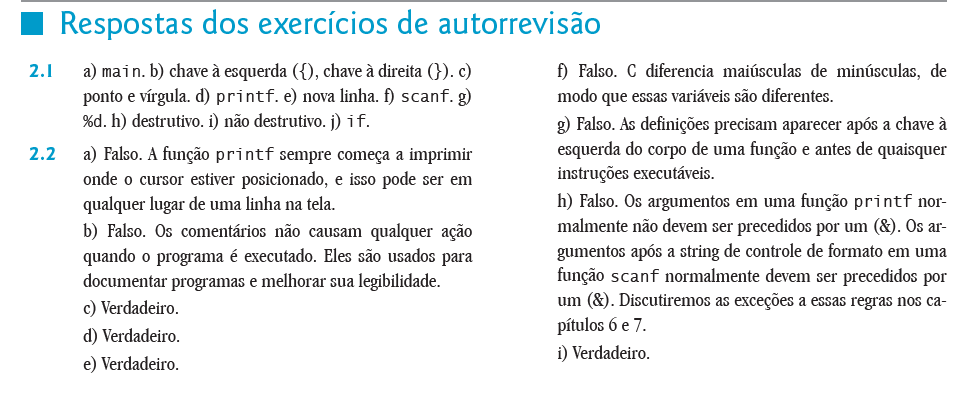 Respostas dos exercícios de autorrevisão
2.1 a) main. b) chave à esquerda ({), chave à direita (}). c)
ponto e vírgula. d) printf. e) nova linha. f) scanf. g)
%d. h) destrutivo. i) não destrutivo. j) if.
2.2 a) Falso. A função printf sempre começa a imprimir
onde o cursor estiver posicionado, e isso pode ser em
qualquer lugar de uma linha na tela.
b) Falso. Os comentários não causam qualquer ação
quando o programa é executado. Eles são usados para
documentar programas e melhorar sua legibilidade.
c) Verdadeiro.
d) Verdadeiro.
e) Verdadeiro.
f) Falso. C diferencia maiúsculas de minúsculas, de
modo que essas variáveis são diferentes.
g) Falso. As definições precisam aparecer após a chave à
esquerda do corpo de uma função e antes de quaisquer
instruções executáveis.
h) Falso. Os argumentos em uma função printf nor-
malmente não devem ser precedidos por um (&). Os ar-
gumentos após a string de controle de formato em uma
função scanf normalmente devem ser precedidos por
um (&). Discutiremos as exceções a essas regras nos ca-
pítulos 6 e 7.
i) Verdadeiro.